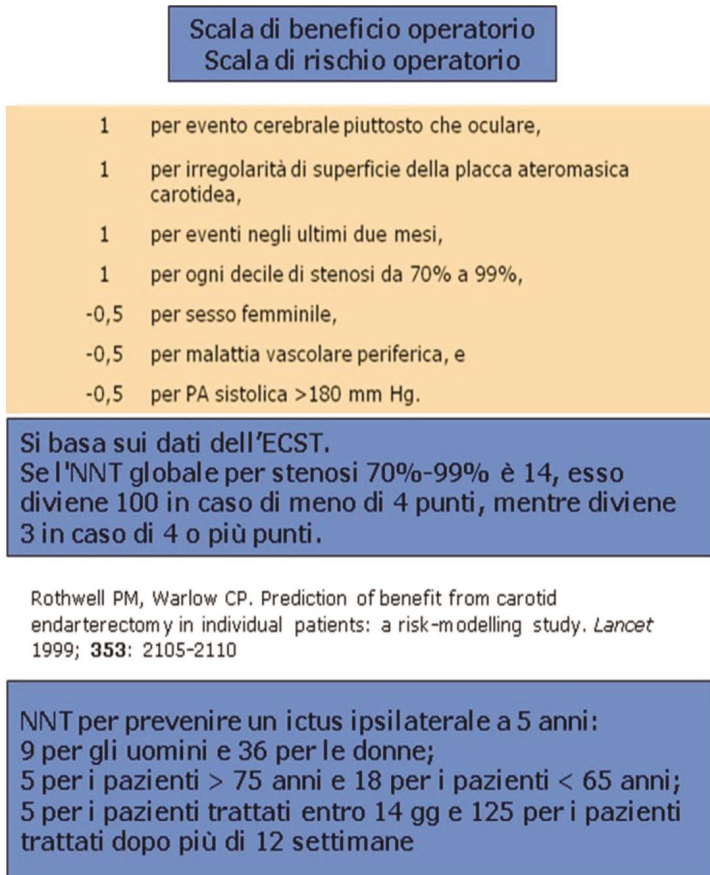 Scala di beneficio operatorio
Scala di rischio operatorio
1 per evento cerebrale piuttosto che oculare,
1 per irregolarità di superficie della placca ateromasica
carotidea,
1 per eventi negli ultimi due mesi,
1 per ogni decile di stenosi da 70% a 99%,
-0,5 per sesso femminile,
-0,5 per malattia vascolare periferica, e
-0,5 per PA sistolica >180 mm Hg.
Si basa sui dati dell'ECST.
Se l'NNT globale per stenosi 70%-99% è 14, esso
diviene 100 in caso di meno di 4 punti, mentre diviene
3 in caso di 4 o più punti.
Rothwell PM, Warlow CP. Prediction of benefit from carotid
endarterectomy in individual patients: a risk-modelling study. Lancet
1999; 353: 2105-2110
NNT per prevenire un ictus ipsilaterale a 5 anni:
9 per gli uomini e 36 per le donne;
5 per i pazienti > 75 anni e 18 per i pazienti < 65 anni;
5 per i pazienti trattati entro 14 gg e 125 per i pazienti
trattati dopo più di 12 settimane